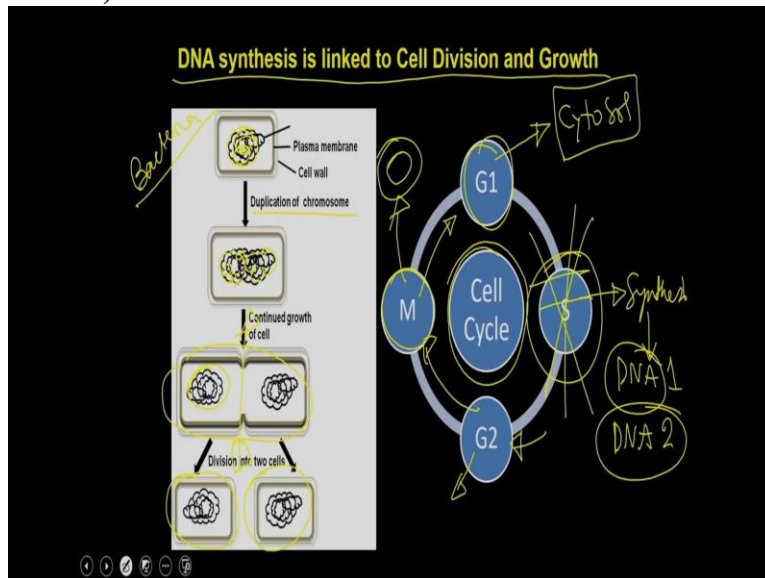 DNA synthesis is linked to Cell Division and Growth
Bacteria
Plasma membrane
Cell wall
Duplication of chromosome
Continued growth
of cell
Division into two cells
Cytosol
G1
M
Cell
Cycle
S
G2
DNA 1
DNA 2